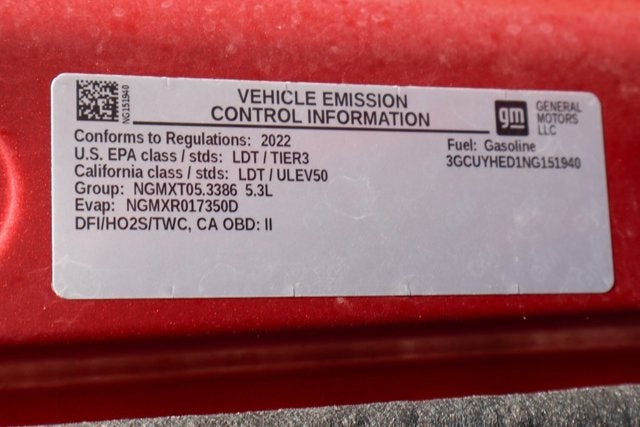 NG151940
VEHICLE EMISSION
CONTROL INFORMATION
gm
GENERAL
MOTORS
LLC
Conforms to Regulations: 2022
U.S. EPA class / stds: LDT / TIER3
California class / stds: LDT / ULEV50
Group: NGMXT05.3386 5.3L
Evap: NGMXR017350D
DFI/HO2S/TWC, CA OBD: II
Fuel: Gasoline
3GCUYHED1NG151940